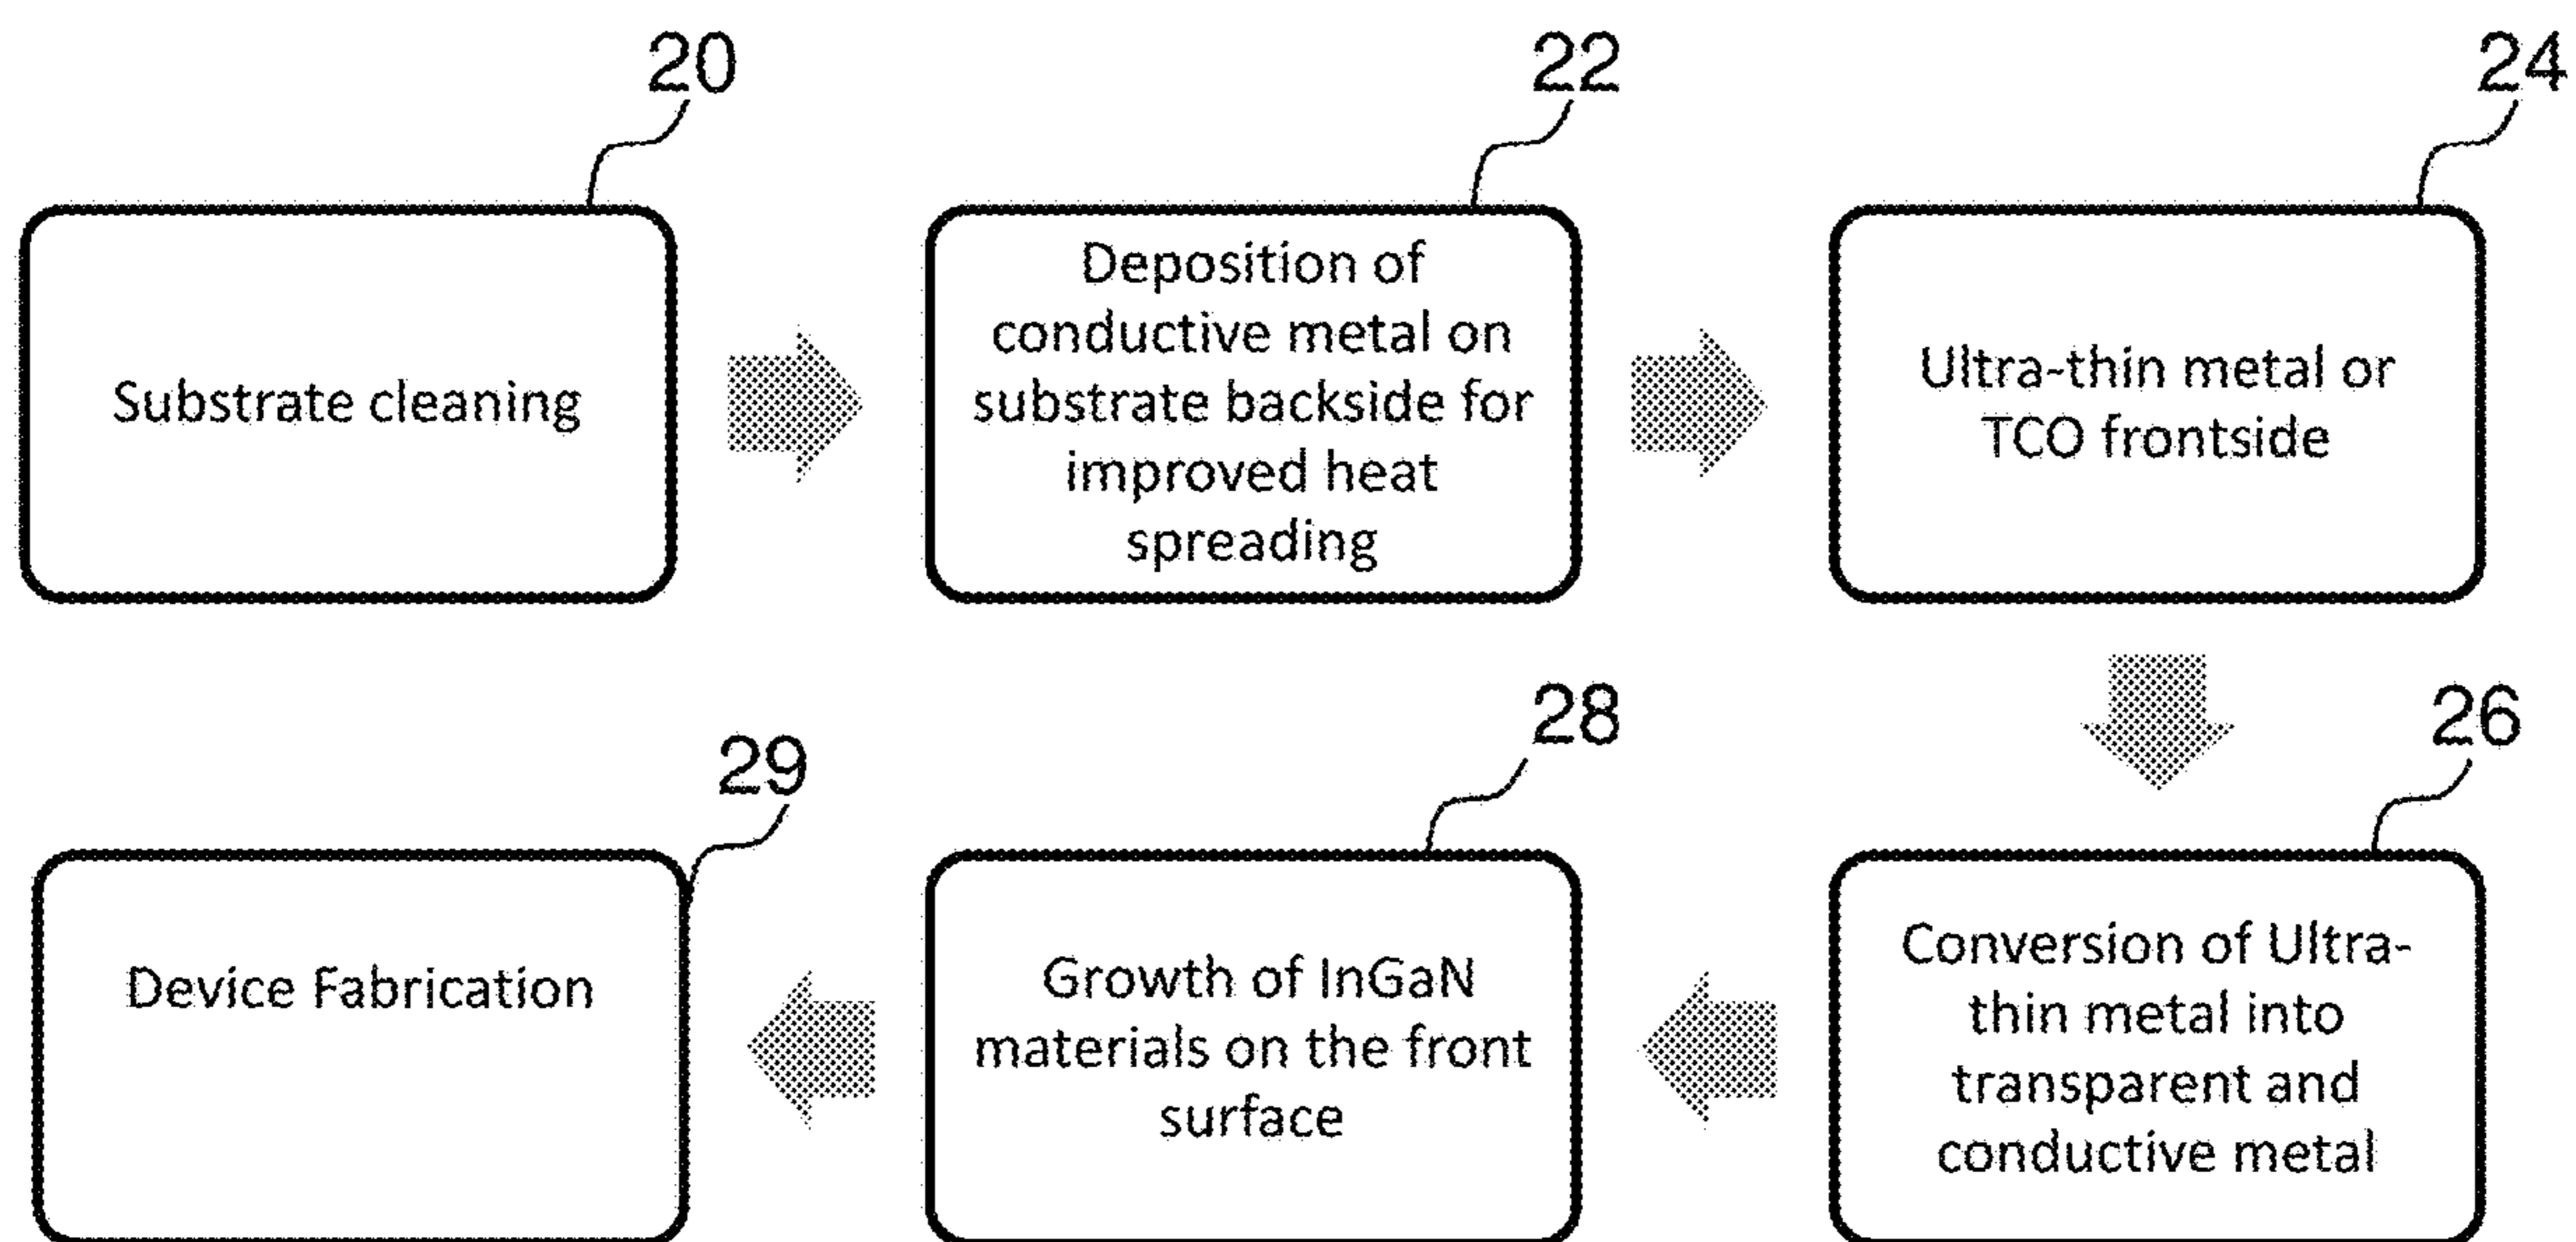 20
Substrate cleaning
22
Deposition of
conductive metal on
substrate backside for
improved heat
spreading
24
Ultra-thin metal or
TCO frontside
26
Conversion of Ultra-
thin metal into
transparent and
conductive metal
28
Growth of InGaN
materials on the front
surface
29
Device Fabrication